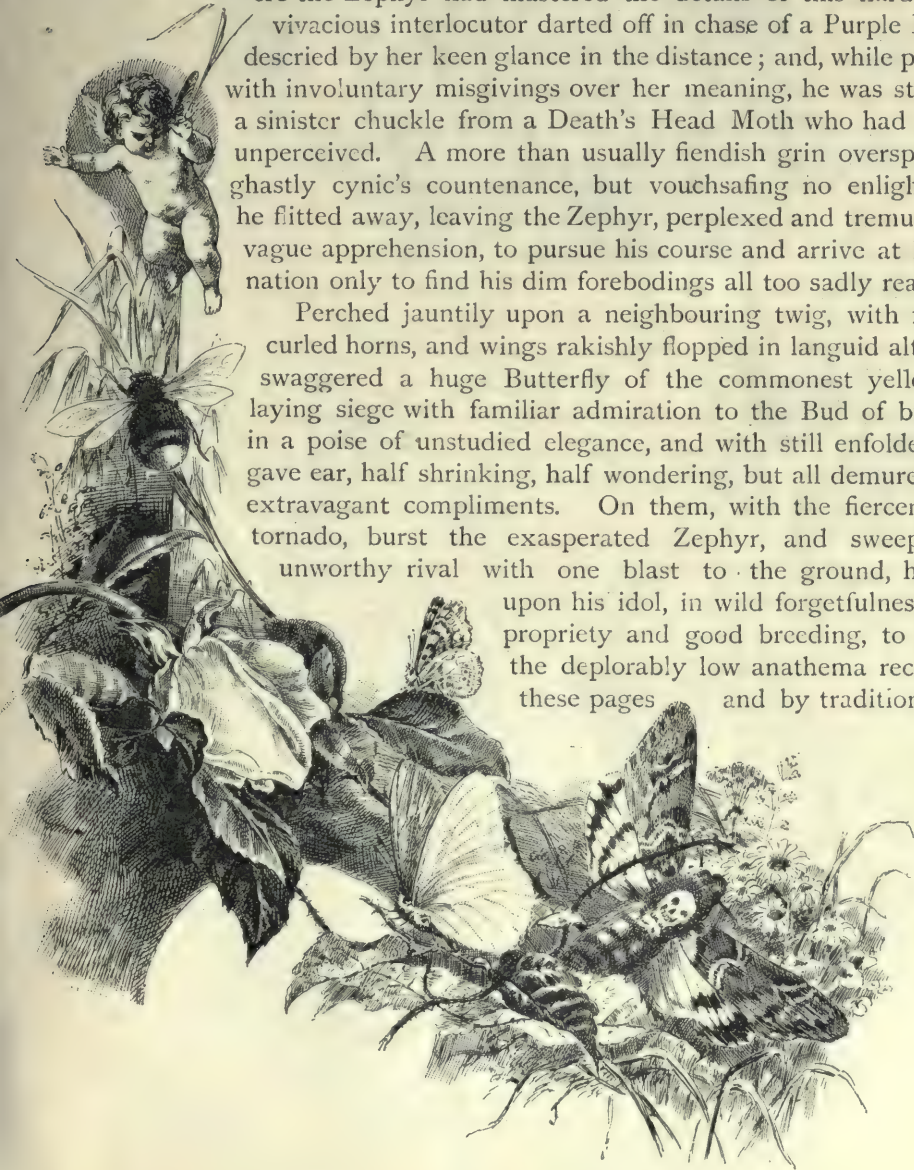 vivacious interlocutor darted off in chase of a Purple
descried by her keen glance in the distance; and, while p
with involuntary misgivings over her meaning, he was st
a sinister chuckle from a Death's Head Moth who had
unperceived. A more than usually fiendish grin oversp
ghastly cynic's countenance, but vouchsafing no enligh
he flitted away, leaving the Zephyr, perplexed and tremu
vague apprehension, to pursue his course and arrive at
nation only to find his dim forebodings all too sadly rea
Perched jauntily upon a neighbouring twig, with
curled horns, and wings rakishly flopped in languid alt
swaggered a huge Butterfly of the commonest yell
laying siege with familiar admiration to the Bud of b
in a poise of unstudied elegance, and with still enfolde
gave ear, half shrinking, half wondering, but all demure
extravagant compliments. On them, with the fiercen
tornado, burst the exasperated Zephyr, and sweep
unworthy rival with one blast to the ground, h
upon his idol, in wild forgetfulnes
propriety and good breeding, to
the deplorably low anathema rec
these pages and by tradition